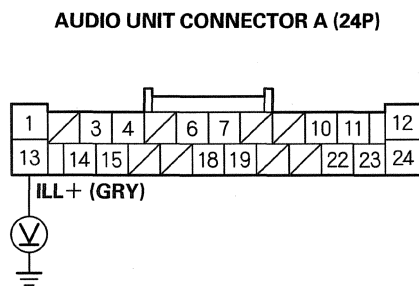 AUDIO UNIT CONNECTOR A (24P)
1 3 4 6 7 10 11 12
13 14 15 18 19 22 23 24
ILL+ (GRY)
V